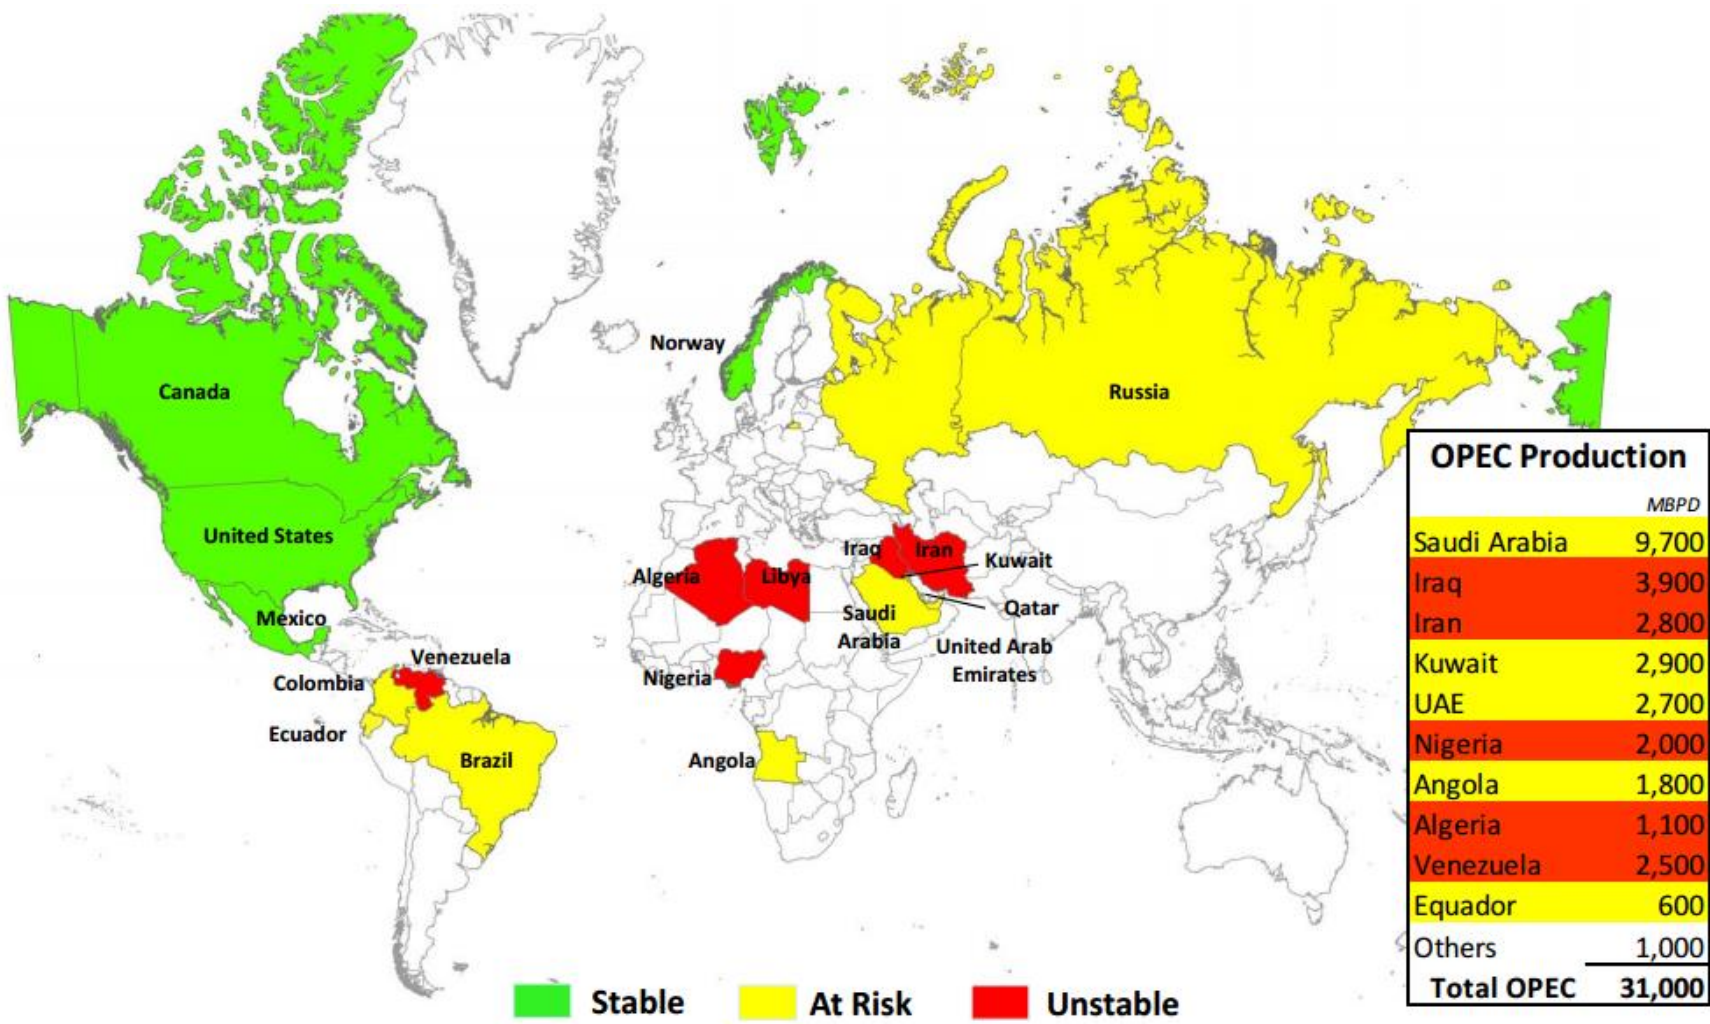 Norway
Canada
Russia
United States
Iraq
Iran
Kuwait
Algeria
Libya
Qatar
Mexico
Saudi
Arabia
United Arab
Emirates
Venezuela
Colombia
Nigeria
Ecuador
Brazil
Angola
OPEC Production
MBPD
Saudi Arabia 9,700
Iraq 3,900
Iran 2,800
Kuwait 2,900
UAE 2,700
Nigeria 2,000
Angola 1,800
Algeria 1,100
Venezuela 2,500
Equador 600
Others 1,000
Total OPEC 31,000
Stable At Risk Unstable